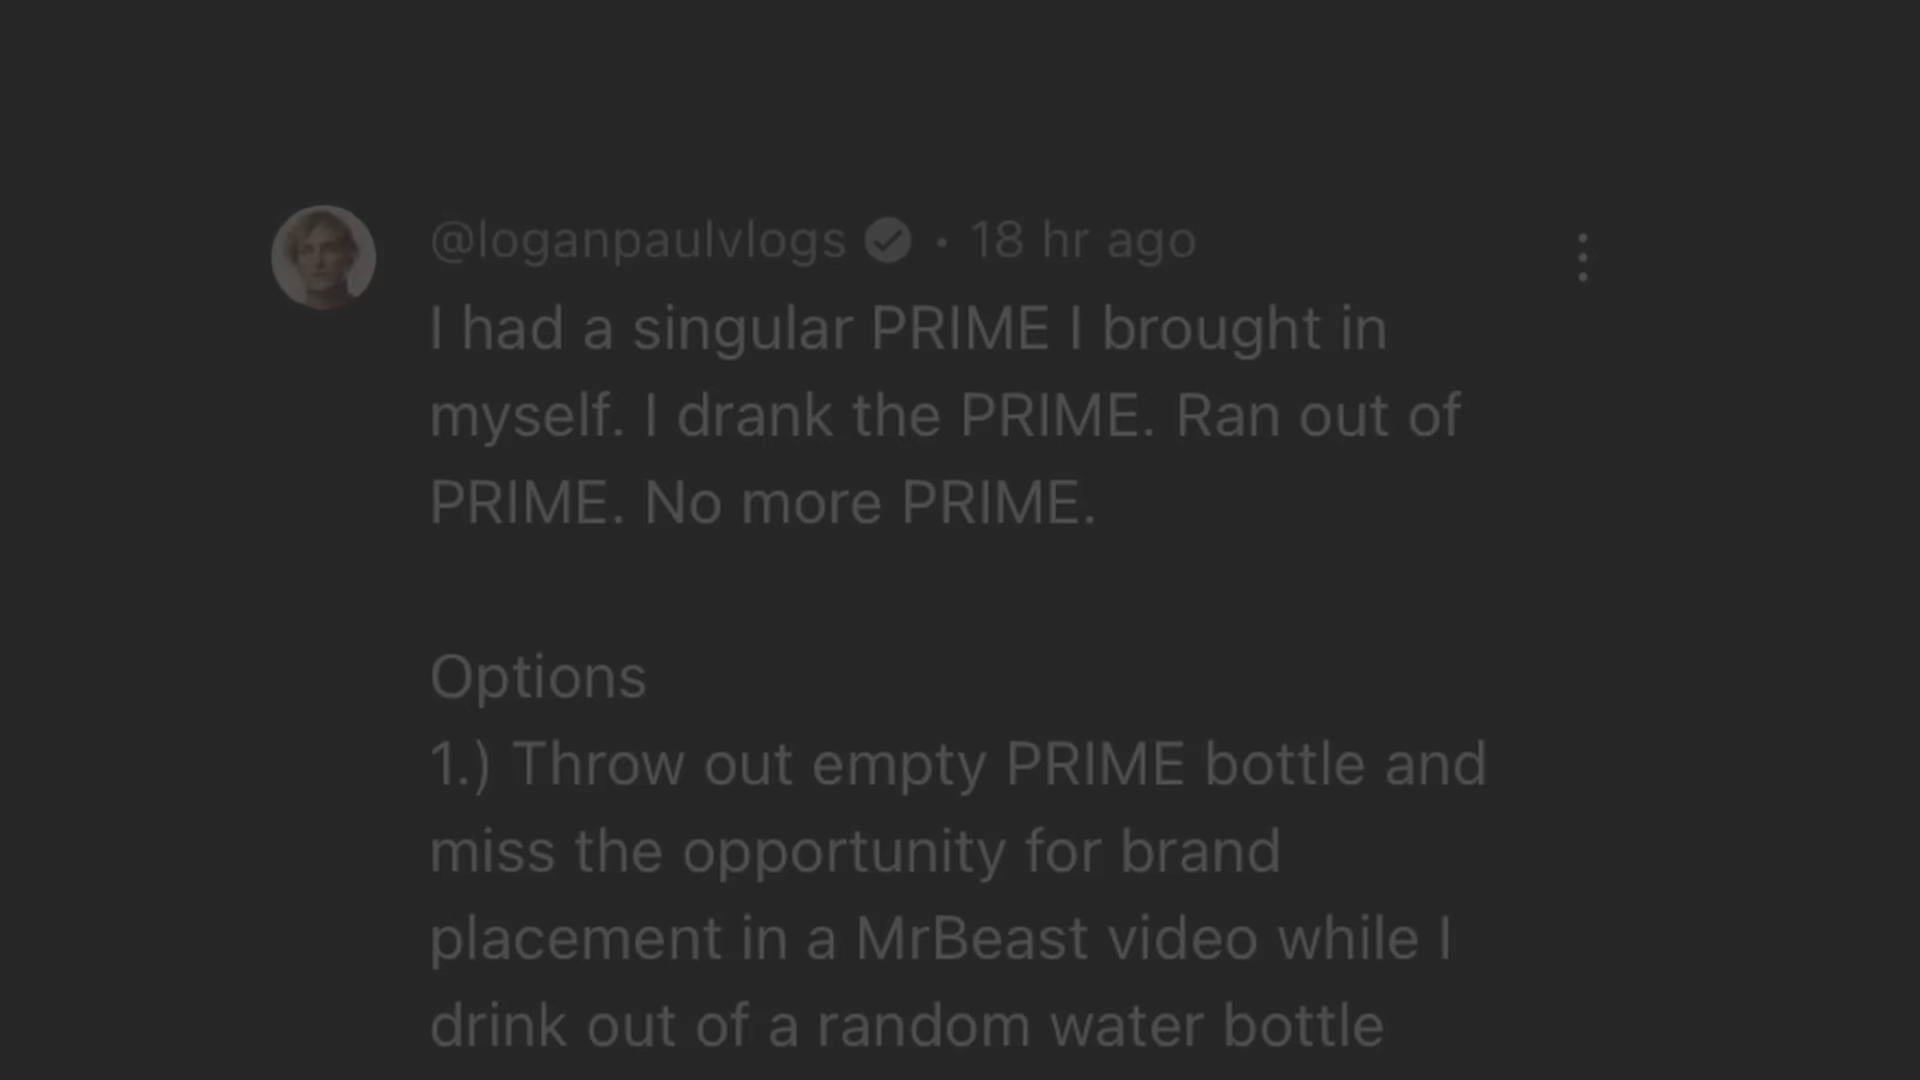 @loganpaulvlogs • 18 hr ago
I had a singular PRIME I brought in
myself. I drank the PRIME. Ran out of
PRIME. No more PRIME.
Options
1.) Throw out empty PRIME bottle and
miss the opportunity for brand
placement in a MrBeast video while I
drink out of a random water bottle